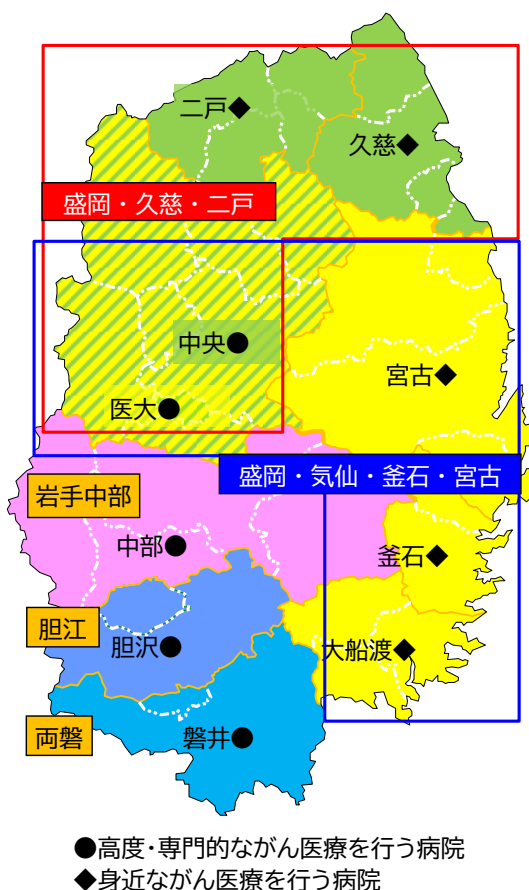 二戸◆
久慈◆
盛岡・久慈・二戸
中央●
宮古◆
医大●
盛岡・気仙・釜石・宮古
岩手中部
中部●
釜石◆
胆江
胆沢●
大船渡◆
両磐
磐井●
●高度・専門的ながん医療を行う病院
◆身近ながん医療を行う病院